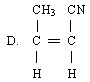 CH₃ CN
D. C = C
H H